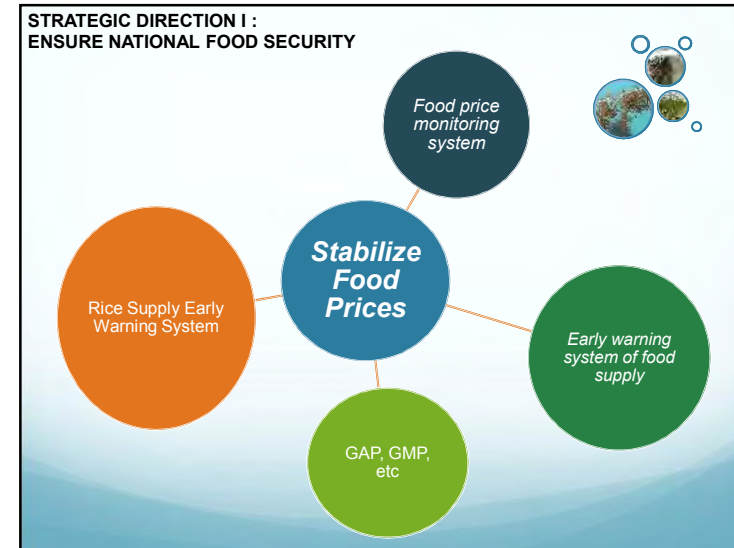 STRATEGIC DIRECTION I :
ENSURE NATIONAL FOOD SECURITY
Food price
monitoring
system
Stabilize
Food
Prices
Rice Supply Early
Warning System
Early warning
system of food
supply
GAP, GMP,
etc